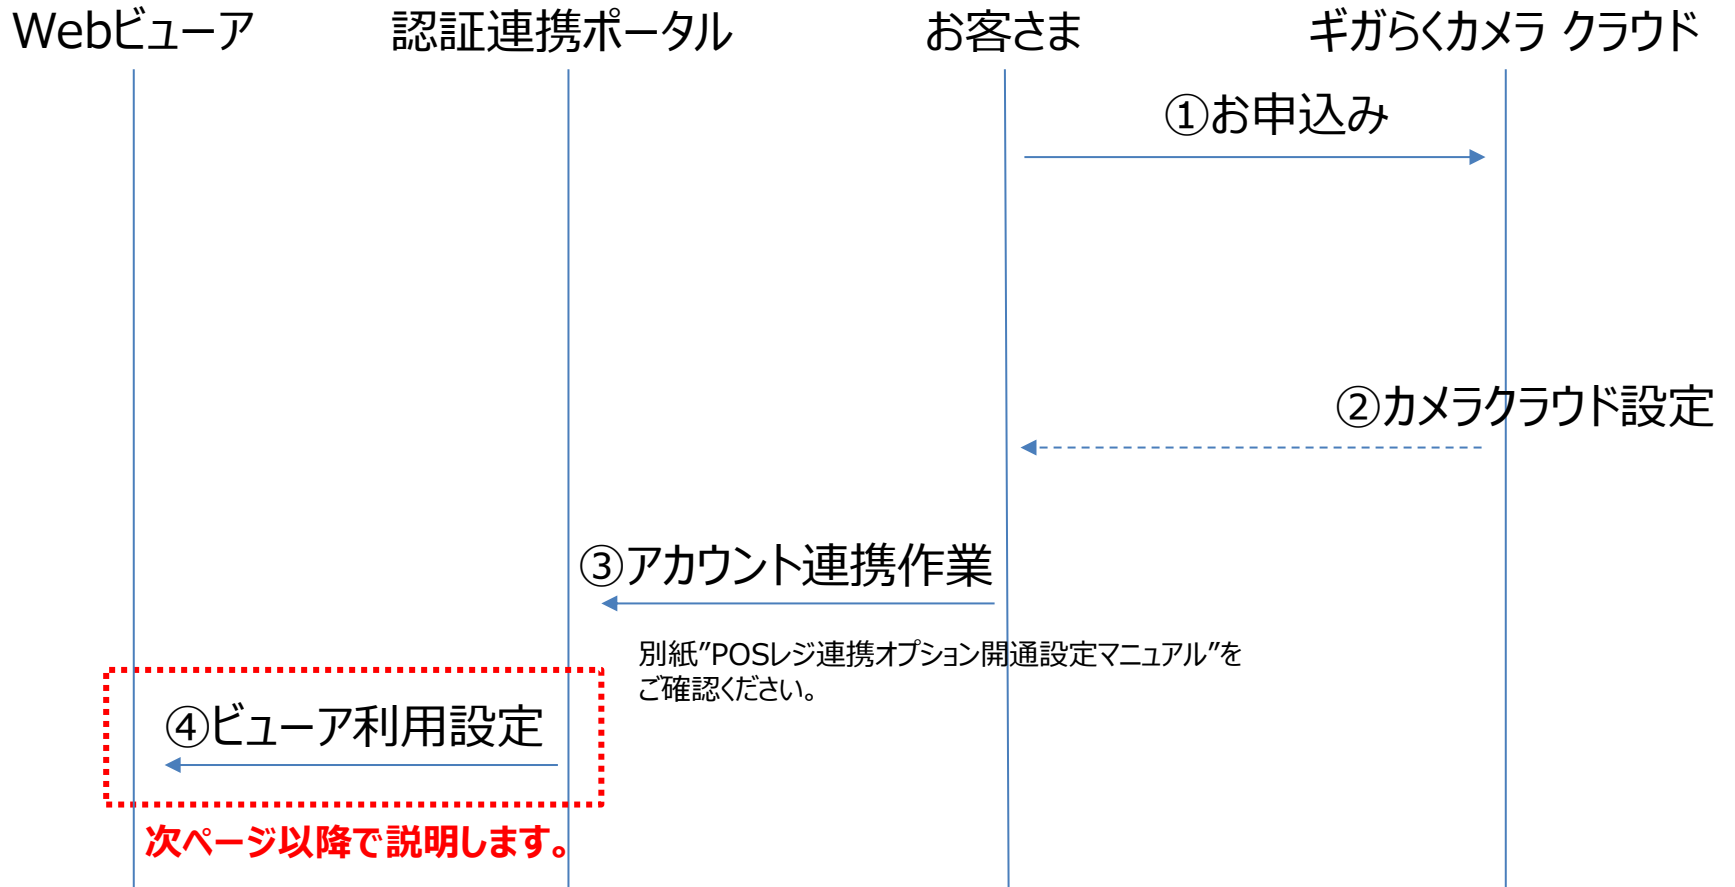 Webビューア
認証連携ポータル
お客さま
ギガらくカメラ クラウド
①お申込み
②カメラクラウド設定
③アカウント連携作業
別紙”POSレジ連携オプション開通設定マニュアル”を
ご確認ください。
④ビューア利用設定
次ページ以降で説明します。